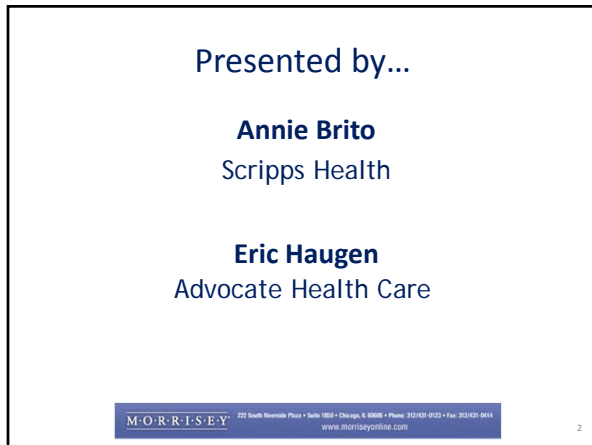 Presented by…
Annie Brito
Scripps Health
Eric Haugen
Advocate Health Care
M·O·R·R·I·S·E·Y 222 South Riverside Plaza • Suite 1850 • Chicago, IL 60606 • Phone: 312/431-0123 • Fax: 312/431-0414
www.morriseyonline.com
2